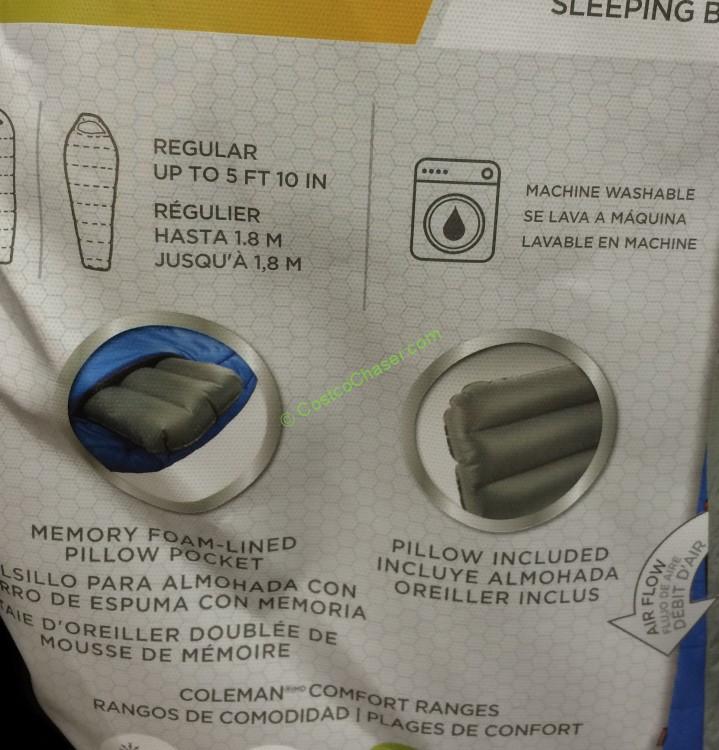 SLEEPING B
REGULAR
UP TO 5 FT 10 IN
RÉGULIER
HASTA 1.8 M
JUSQU'À 1,8 M
MACHINE WASHABLE
SE LAVA A MÁQUINA
LAVABLE EN MACHINE
© CostcoChaser.com
MEMORY FOAM-LINED
PILLOW POCKET
LSILLO PARA ALMOHADA CON
RRO DE ESPUMA CON MEMORIA
AIE D'OREILLER DOUBLÉE DE
MOUSSE DE MÉMOIRE
PILLOW INCLUDED
INCLUYE ALMOHADA
OREILLER INCLUS
AIR FLOW
FLUJO DE AIRE
DÉBIT D'AIR
COLEMAN COMFORT RANGES
RANGOS DE COMODIDAD | PLAGES DE CONFORT